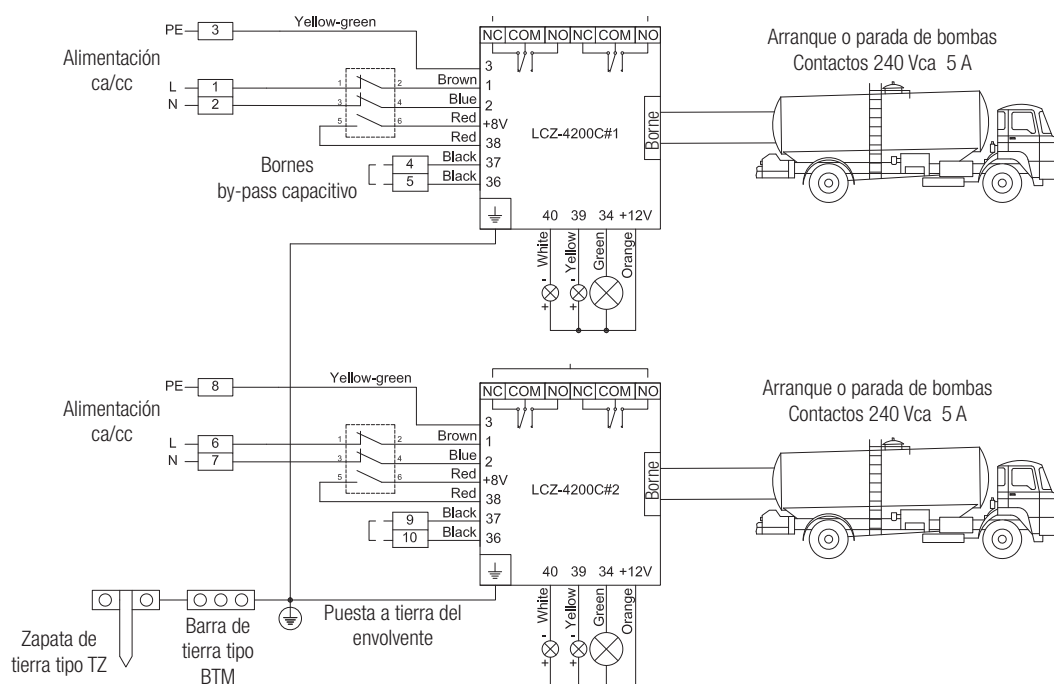 PE 3 Yellow-green
Alimentación
ca/cc
L 1
N 2
1 2
3 4
5 6
Brown
Blue
Red
Red
Black
Black
4
5
Bornes
by-pass capacitivo
NC COM NO NC COM NO
3
1
2
+8V
38
37
36
LCZ-4200C#1
Borne
40 39 34 +12V
White
Yellow
Green
Orange
- -
+ +
Arranque o parada de bombas
Contactos 240 Vca 5 A
PE 8 Yellow-green
Alimentación
ca/cc
L 6
N 7
1 2
3 4
5 6
Brown
Blue
Red
Red
Black
Black
9
10
NC COM NO NC COM NO
3
1
2
+8V
38
37
36
LCZ-4200C#2
Borne
40 39 34 +12V
White
Yellow
Green
Orange
- -
+ +
Arranque o parada de bombas
Contactos 240 Vca 5 A
Zapata de
tierra tipo TZ
Barra de
tierra tipo
BTM
Puesta a tierra del
envolvente